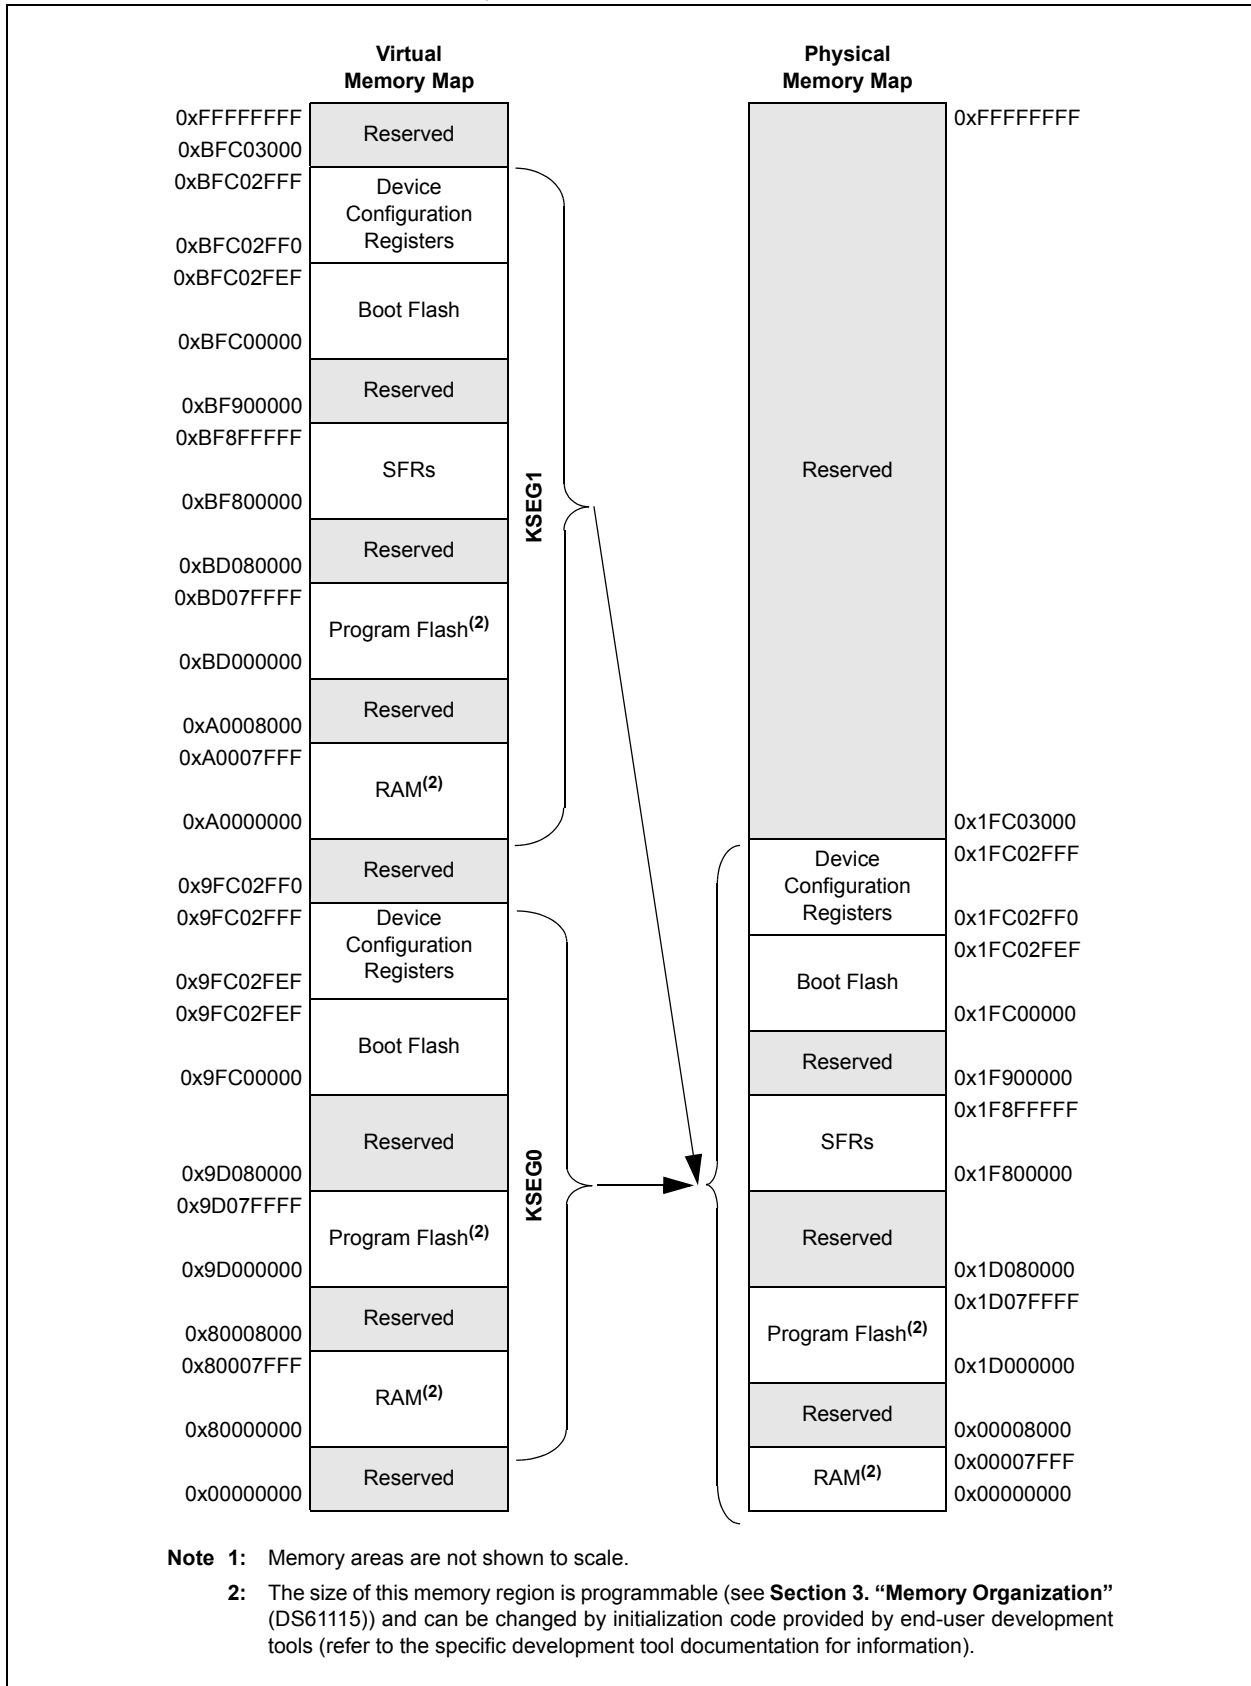 Virtual
Memory Map
0xFFFFFFFF
Reserved
0xBFC03000
0xBFC02FFF
Device
Configuration
Registers
0xBFC02FF0
0xBFC02FEF
Boot Flash
0xBFC00000
Reserved
0xBF900000
0xBF8FFFFF
SFRs
0xBF800000
Reserved
0xBD080000
0xBD07FFFF
Program Flash(2)
0xBD000000
Reserved
0xA0008000
0xA0007FFF
RAM(2)
0xA0000000
Reserved
0x9FC02FF0
0x9FC02FFF
Device
Configuration
Registers
0x9FC02FEF
0x9FC02FEF
Boot Flash
0x9FC00000
Reserved
0x9D080000
0x9D07FFFF
Program Flash(2)
0x9D000000
Reserved
0x80008000
0x80007FFF
RAM(2)
0x80000000
Reserved
0x00000000
KSEG1
KSEG0
Physical
Memory Map
0xFFFFFFFF
Reserved
0x1FC03000
0x1FC02FFF
Device
Configuration
Registers
0x1FC02FF0
0x1FC02FEF
Boot Flash
0x1FC00000
Reserved
0x1F900000
0x1F8FFFFF
SFRs
0x1F800000
Reserved
0x1D080000
0x1D07FFFF
Program Flash(2)
0x1D000000
Reserved
0x00008000
0x00007FFF
RAM(2)
0x00000000
Note 1: Memory areas are not shown to scale.
2: The size of this memory region is programmable (see Section 3. “Memory Organization”
(DS61115)) and can be changed by initialization code provided by end-user development
tools (refer to the specific development tool documentation for information).